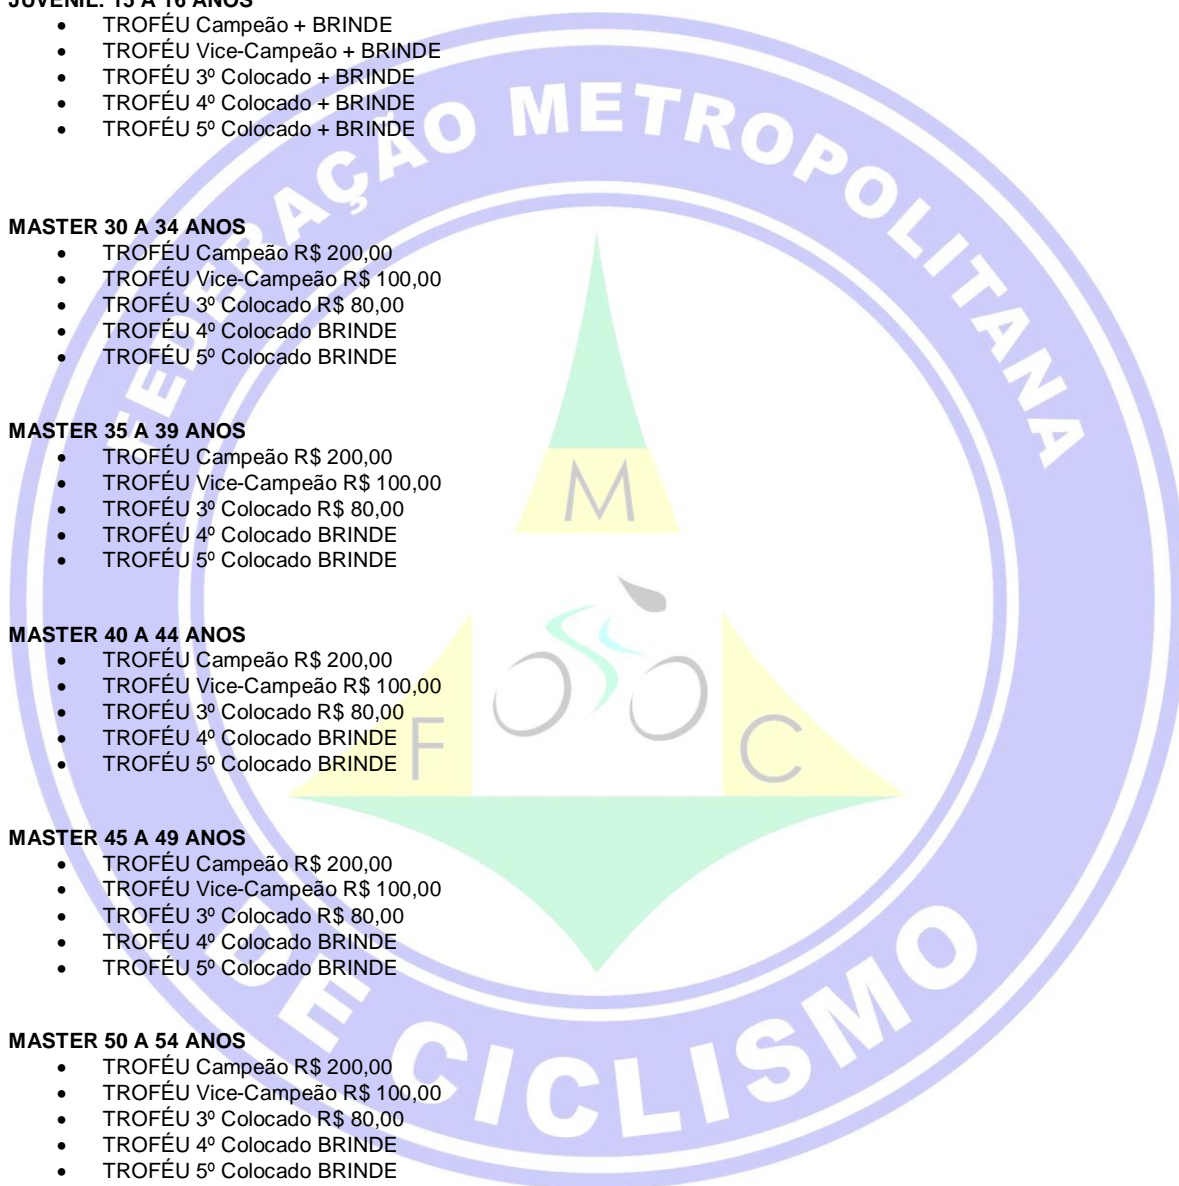 JUVENIL: 15 A 16 ANOS
• TROFÉU Campeão + BRINDE
• TROFÉU Vice-Campeão + BRINDE
• TROFÉU 3º Colocado + BRINDE
• TROFÉU 4º Colocado + BRINDE
• TROFÉU 5º Colocado + BRINDE
MASTER 30 A 34 ANOS
• TROFÉU Campeão R$ 200,00
• TROFÉU Vice-Campeão R$ 100,00
• TROFÉU 3º Colocado R$ 80,00
• TROFÉU 4º Colocado BRINDE
• TROFÉU 5º Colocado BRINDE
MASTER 35 A 39 ANOS
• TROFÉU Campeão R$ 200,00
• TROFÉU Vice-Campeão R$ 100,00
• TROFÉU 3º Colocado R$ 80,00
• TROFÉU 4º Colocado BRINDE
• TROFÉU 5º Colocado BRINDE
MASTER 40 A 44 ANOS
• TROFÉU Campeão R$ 200,00
• TROFÉU Vice-Campeão R$ 100,00
• TROFÉU 3º Colocado R$ 80,00
• TROFÉU 4º Colocado BRINDE
• TROFÉU 5º Colocado BRINDE
MASTER 45 A 49 ANOS
• TROFÉU Campeão R$ 200,00
• TROFÉU Vice-Campeão R$ 100,00
• TROFÉU 3º Colocado R$ 80,00
• TROFÉU 4º Colocado BRINDE
• TROFÉU 5º Colocado BRINDE
MASTER 50 A 54 ANOS
• TROFÉU Campeão R$ 200,00
• TROFÉU Vice-Campeão R$ 100,00
• TROFÉU 3º Colocado R$ 80,00
• TROFÉU 4º Colocado BRINDE
• TROFÉU 5º Colocado BRINDE
FEDERAÇÃO METROPOLITANA
DE CICLISMO
M
F C